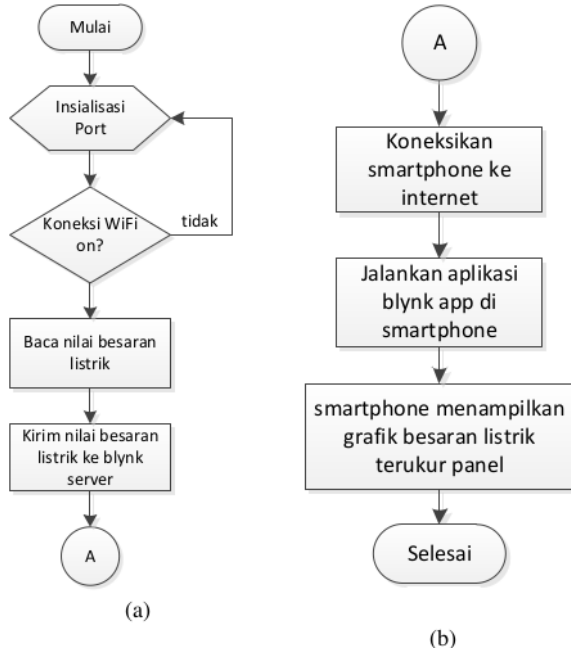 Mulai
Insialisasi
Port
Koneksi WiFi
on?
tidak
Baca nilai besaran
listrik
Kirim nilai besaran
listrik ke blynk
server
A
(a)
A
Koneksikan
smartphone ke
internet
Jalankan aplikasi
blynk app di
smartphone
smartphone menampilkan
grafik besaran listrik
terukur panel
Selesai
(b)